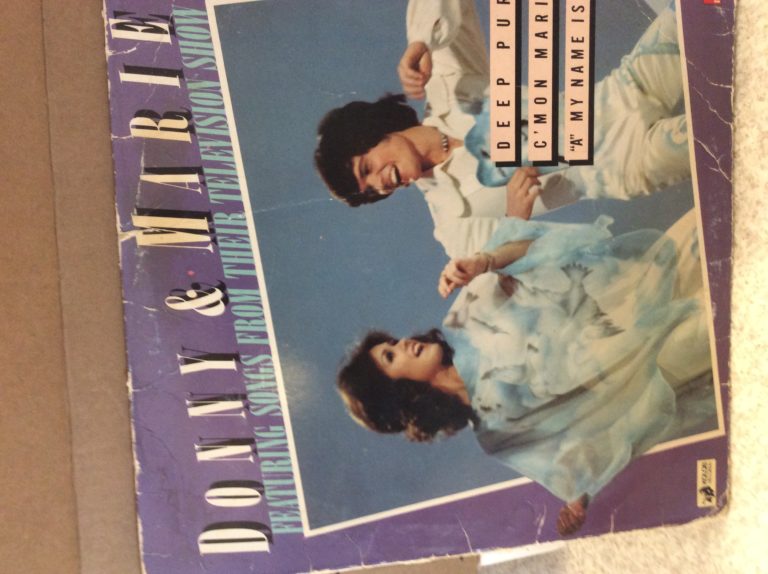 DONNY & MARIE
FEATURING SONGS FROM THEIR TELEVISION SHOW
DEEP PUR
C'MON MARI
"A" MY NAME IS